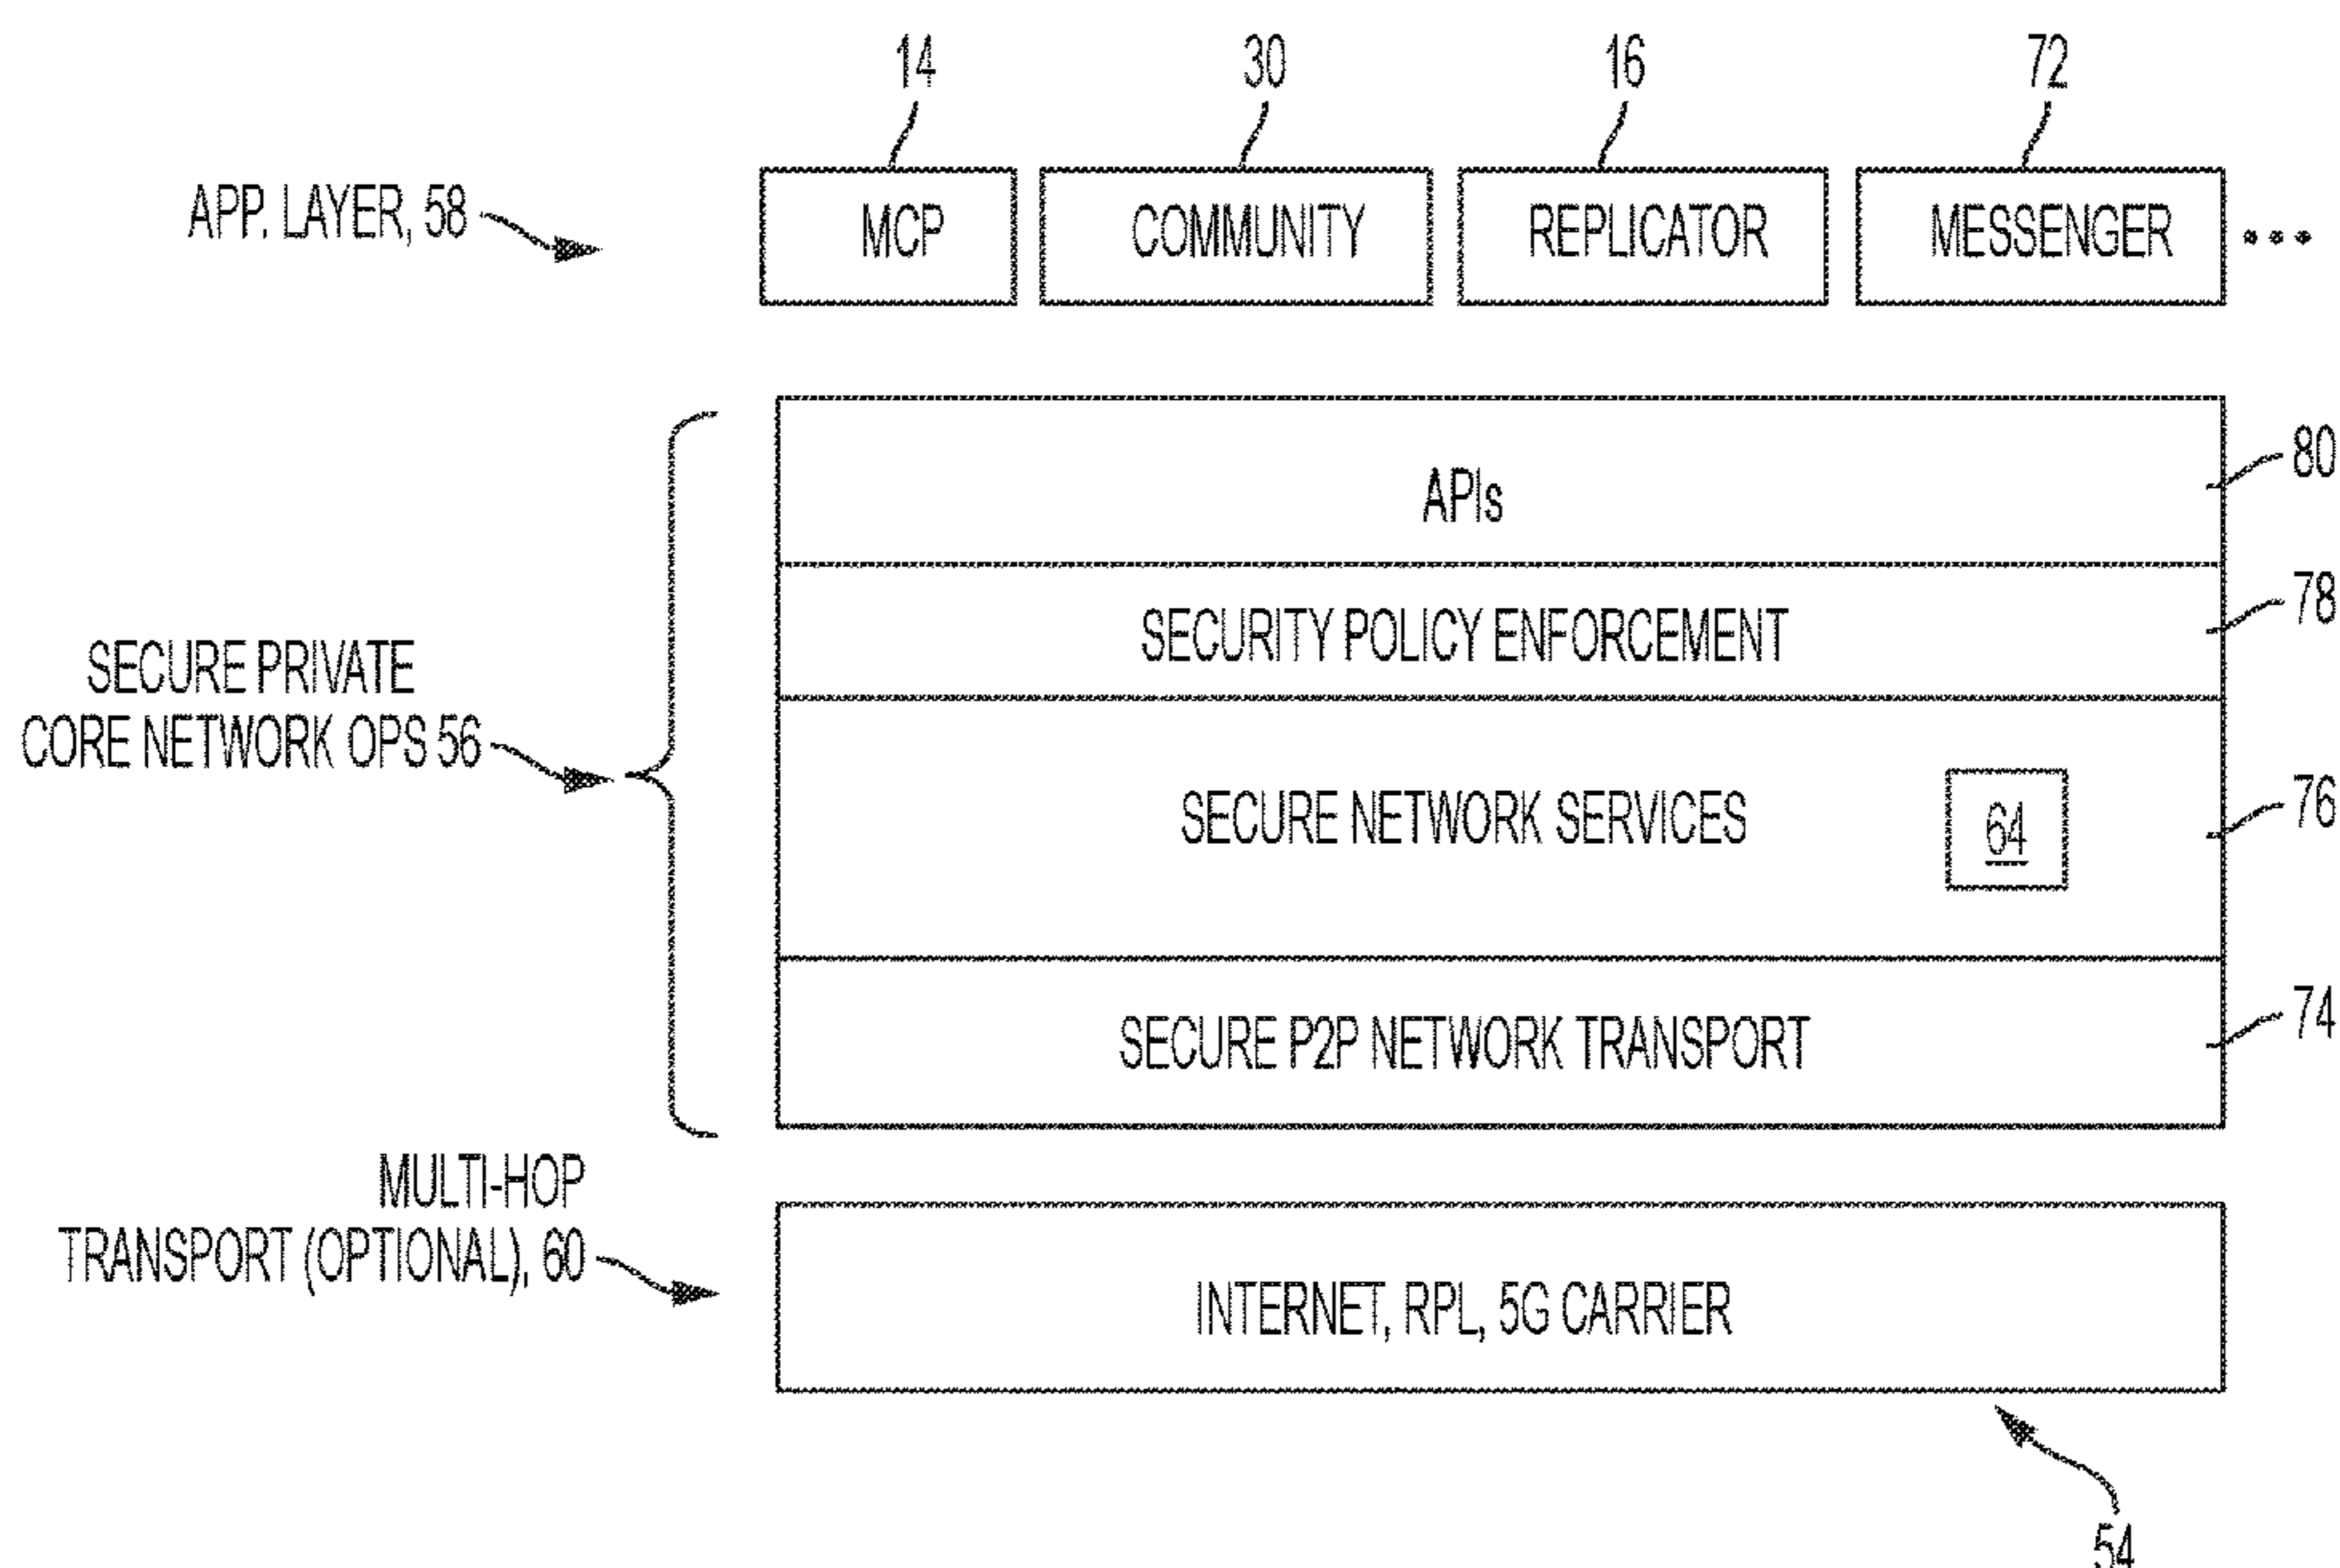 14
30
16
72
APP. LAYER, 58
MCP
COMMUNITY
REPLICATOR
MESSENGER
...
APIs
80
SECURITY POLICY ENFORCEMENT
78
SECURE PRIVATE
CORE NETWORK OPS 56
SECURE NETWORK SERVICES
64
76
SECURE P2P NETWORK TRANSPORT
74
MULTI-HOP
TRANSPORT (OPTIONAL), 60
INTERNET, RPL, 5G CARRIER
54